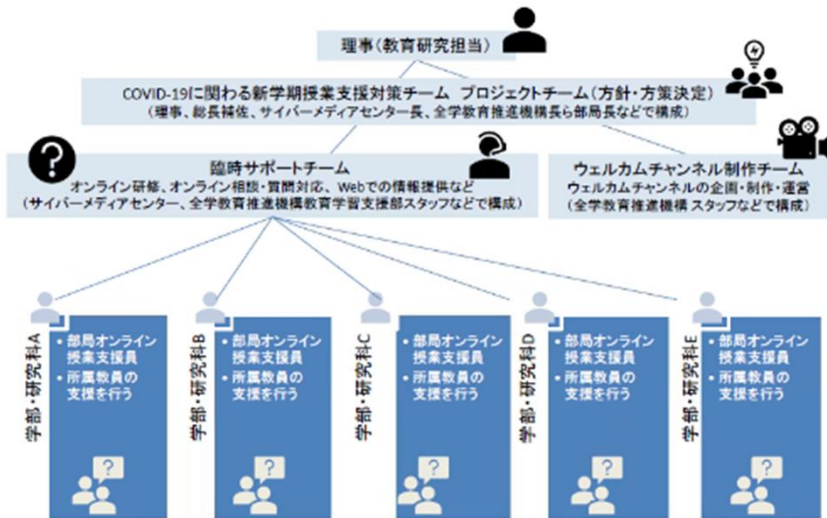 理事(教育研究担当)
COVID-19に関わる新学期授業支援対策チーム プロジェクトチーム(方針・方策決定)
(理事、総長補佐、サイバーメディアセンター長、全学教育推進機構長ら部局長などで構成)
?
臨時サポートチーム
オンライン研修、オンライン相談・質問対応、Webでの情報提供など
(サイバーメディアセンター、全学教育推進機構教育学習支援部スタッフなどで構成)
ウェルカムチャンネル制作チーム
ウェルカムチャンネルの企画・制作・運営
(全学教育推進機構 スタッフなどで構成)
学部・研究科A
・部局オンライン
授業支援員
・所属教員の
支援を行う
?
学部・研究科B
・部局オンライン
授業支援員
・所属教員の
支援を行う
?
学部・研究科C
・部局オンライン
授業支援員
・所属教員の
支援を行う
?
学部・研究科D
・部局オンライン
授業支援員
・所属教員の
支援を行う
?
学部・研究科E
・部局オンライン
授業支援員
・所属教員の
支援を行う
?